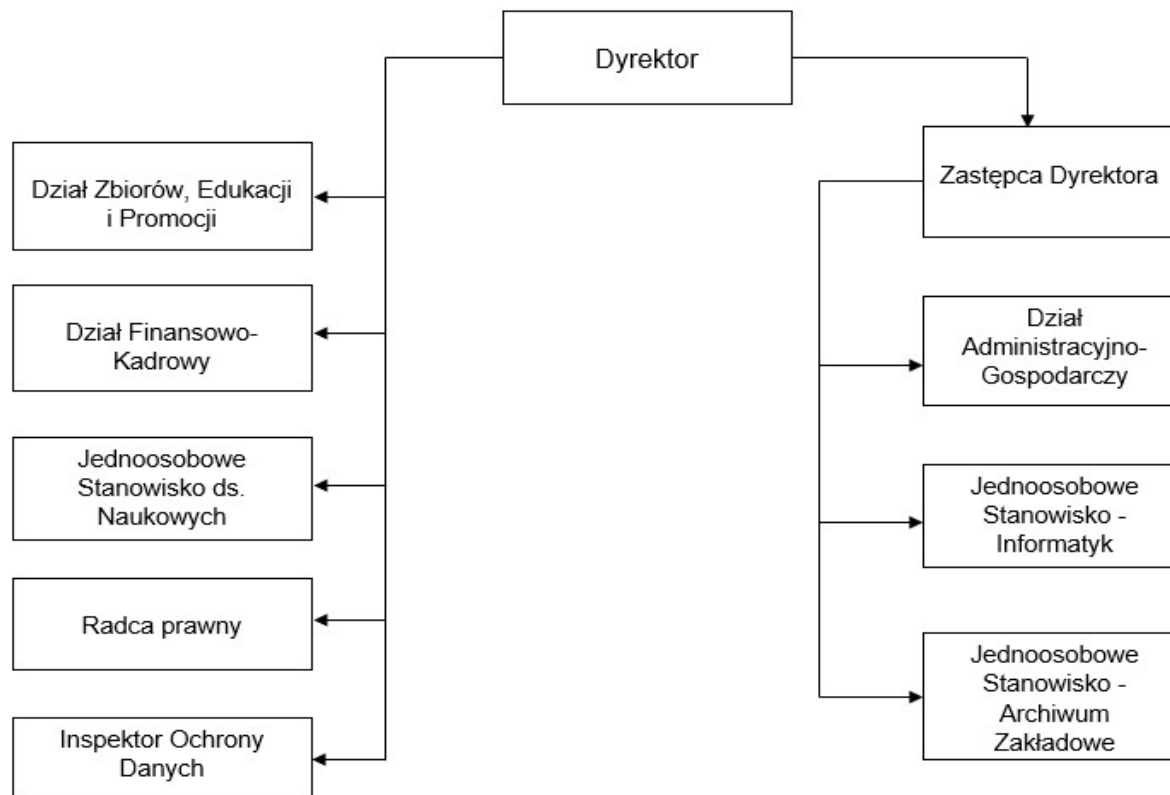 Dyrektor
Dział Zbiorów, Edukacji
i Promocji
Dział Finansowo-
Kadrowy
Jednoosobowe
Stanowisko ds.
Naukowych
Radca prawny
Inspektor Ochrony
Danych
Zastępca Dyrektora
Dział
Administracyjno-
Gospodarczy
Jednoosobowe
Stanowisko -
Informatyk
Jednoosobowe
Stanowisko -
Archiwum
Zakładowe